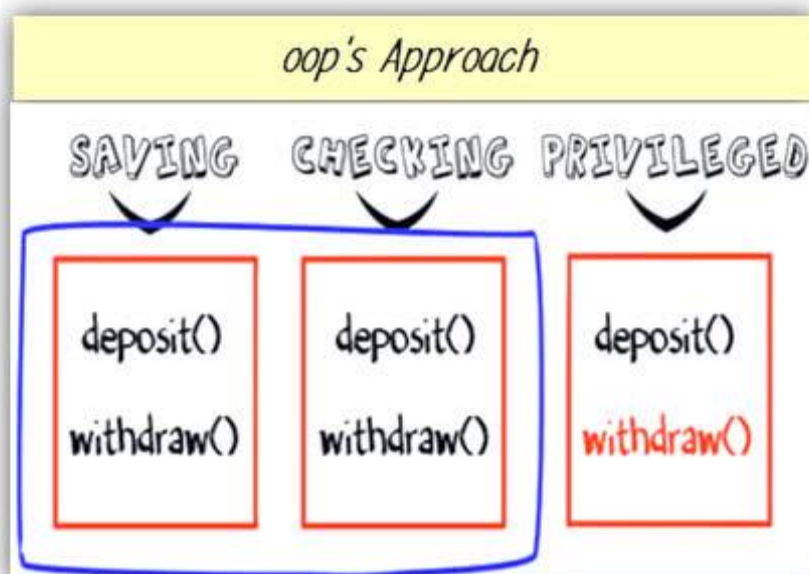 oop's Approach
SAVING CHECKING PRIVILEGED
deposit() deposit() deposit()
withdraw() withdraw() withdraw()